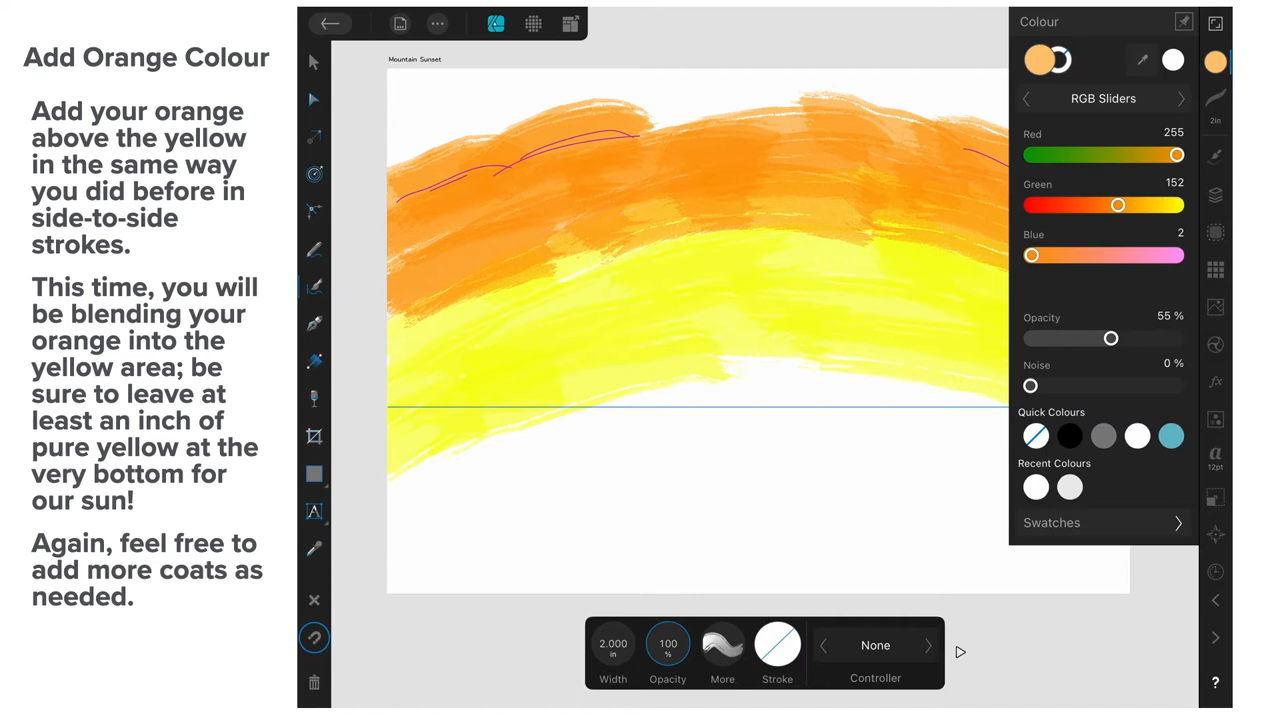 Add Orange Colour
Add your orange
above the yellow
in the same way
you did before in
side-to-side
strokes.
This time, you will
be blending your
orange into the
yellow area; be
sure to leave at
least an inch of
pure yellow at the
very bottom for
our sun!
Again, feel free to
add more coats as
needed.
Mountain Sunset
Colour
RGB Sliders
Red 255
Green 152
Blue 2
Opacity 55 %
Noise 0 %
Quick Colours
Recent Colours
Swatches
2in
a
12pt
fx
?
A
2.000
in
Width
100
%
Opacity
More
Stroke
None
Controller